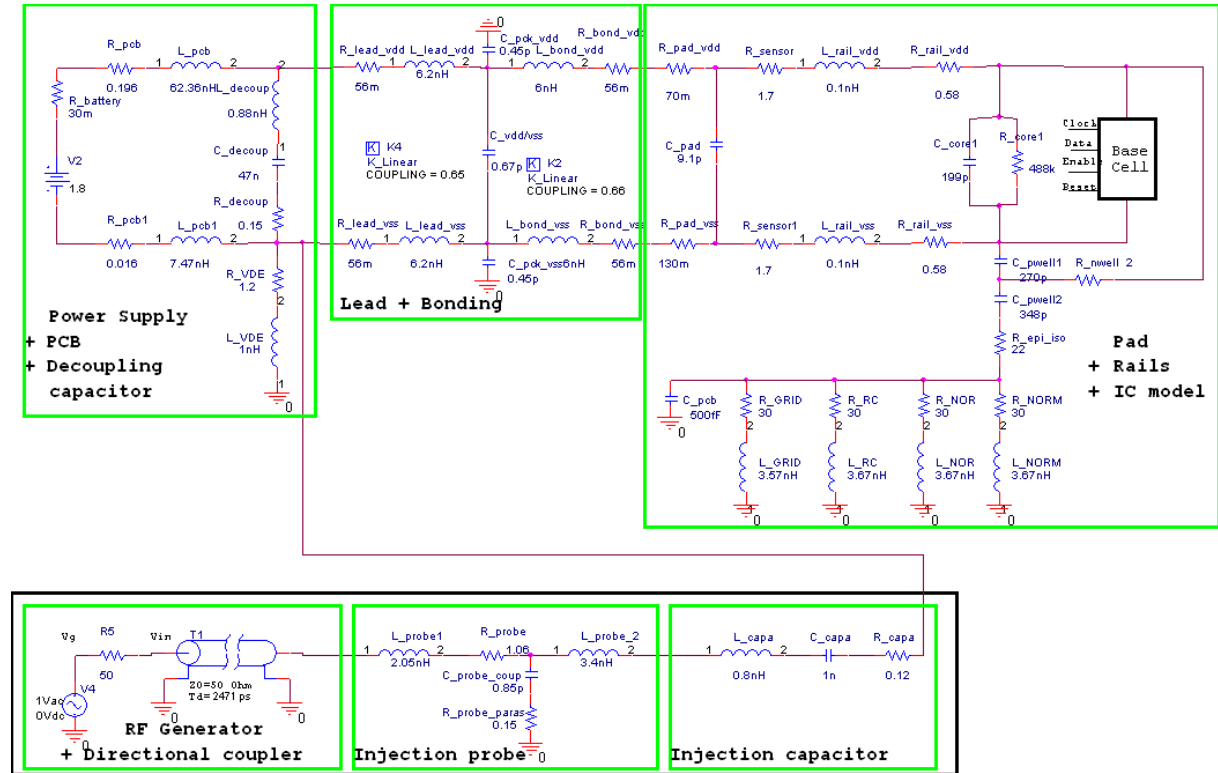 R_pcb
L_pcb
1 2
0.196
62.36nH
R_battery
30m
V2
1.8
L_decoup
0.88nH
C_decoup
1
47n
R_decoup
0.15
R_pcb1
L_pcb1
1 2
0.016
7.47nH
R_VDE
1.2
2
L_VDE
1nH
1
0
Power Supply
+ PCB
+ Decoupling
capacitor
0
C_pck_vdd
0.45p
R_lead_vdd
L_lead_vdd
1 2
56m
6.2nH
L_bond_vdd
1 2
6nH
R_bond_vdd
56m
K K4
K_Linear
COUPLING = 0.65
C_vdd/vss
0.67p
K K2
K_Linear
COUPLING = 0.66
R_lead_vss
L_lead_vss
1 2
56m
6.2nH
L_bond_vss
1 2
6nH
R_bond_vss
56m
C_pck_vss
0.45p
0
Lead + Bonding
R_pad_vdd
70m
R_sensor
1.7
L_rail_vdd
1 2
0.1nH
R_rail_vdd
0.58
C_pad
9.1p
C_core1
199p
R_core1
488k
Clock
Data
Enable
Reset
Base
Cell
R_pad_vss
130m
R_sensor1
1.7
L_rail_vss
1 2
0.1nH
R_rail_vss
0.58
C_pwell1
270p
R_nwell 2
C_pwell2
348p
R_epi_iso
22
Pad
+ Rails
+ IC model
C_pcb
500fF
0
R_GRID
30
2
L_GRID
3.57nH
1
0
R_RC
30
2
L_RC
3.67nH
1
0
R_NOR
30
2
L_NOR
3.67nH
1
0
R_NORM
30
2
L_NORM
3.67nH
1
0
Vg
R5
50
Vin
T1
V4
1Vac
0Vdc
0
Z0=50 Ohm
Td=2471ps
0
0
RF Generator
+ Directional coupler
L_probe1
1 2
2.05nH
R_probe
1.06
L_probe_2
1 2
3.4nH
C_probe_coup
0.85p
R_probe_paras
0.15
0
Injection probe
L_capa
1 2
0.8nH
C_capa
1n
R_capa
0.12
Injection capacitor